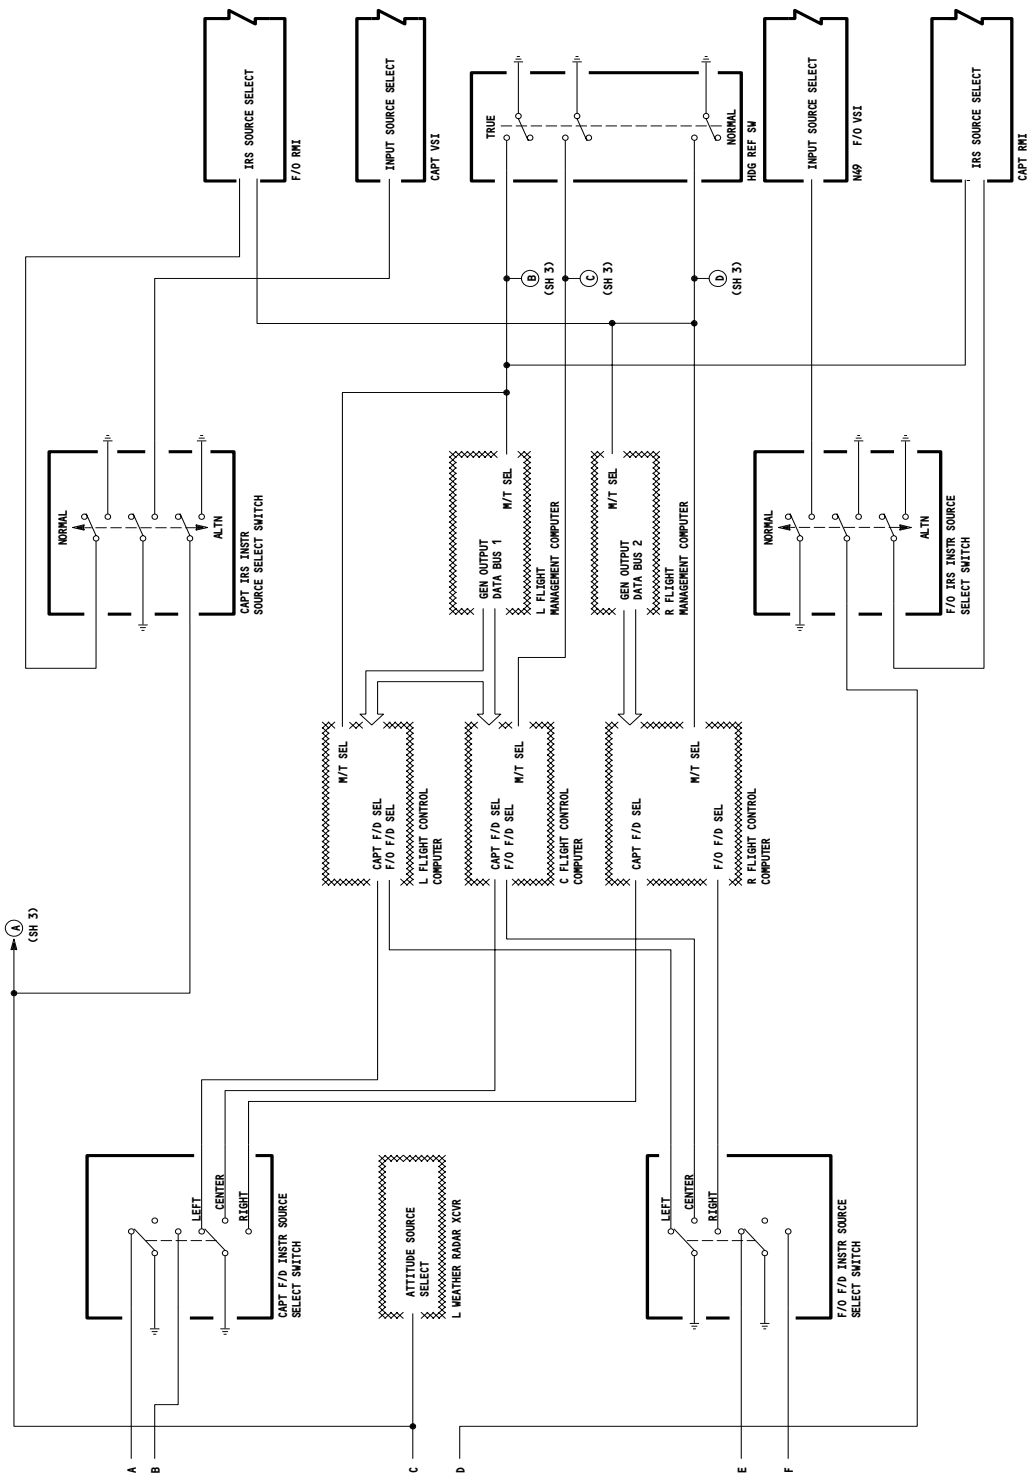 IRS SOURCE SELECT
F/O RMI
INPUT SOURCE SELECT
CAPT VSI
TRUE
NORMAL
HDG REF SW
INPUT SOURCE SELECT
N49 F/O VSI
IRS SOURCE SELECT
CAPT RMI
B
(SH 3)
C
(SH 3)
D
(SH 3)
NORMAL
ALTN
CAPT IRS INSTR
SOURCE SELECT SWITCH
M/T SEL
GEN OUTPUT
DATA BUS 1
L FLIGHT
MANAGEMENT COMPUTER
M/T SEL
GEN OUTPUT
DATA BUS 2
R FLIGHT
MANAGEMENT COMPUTER
NORMAL
ALTN
F/O IRS INSTR SOURCE
SELECT SWITCH
M/T SEL
CAPT F/D SEL
F/O F/D SEL
L FLIGHT CONTROL
COMPUTER
M/T SEL
CAPT F/D SEL
F/O F/D SEL
C FLIGHT CONTROL
COMPUTER
CAPT F/D SEL
M/T SEL
F/O F/D SEL
R FLIGHT CONTROL
COMPUTER
A
(SH 3)
LEFT
CENTER
RIGHT
CAPT F/D INSTR SOURCE
SELECT SWITCH
ATTITUDE SOURCE
SELECT
L WEATHER RADAR XCVR
LEFT
CENTER
RIGHT
F/O F/D INSTR SOURCE
SELECT SWITCH
A
B
C
D
E
F